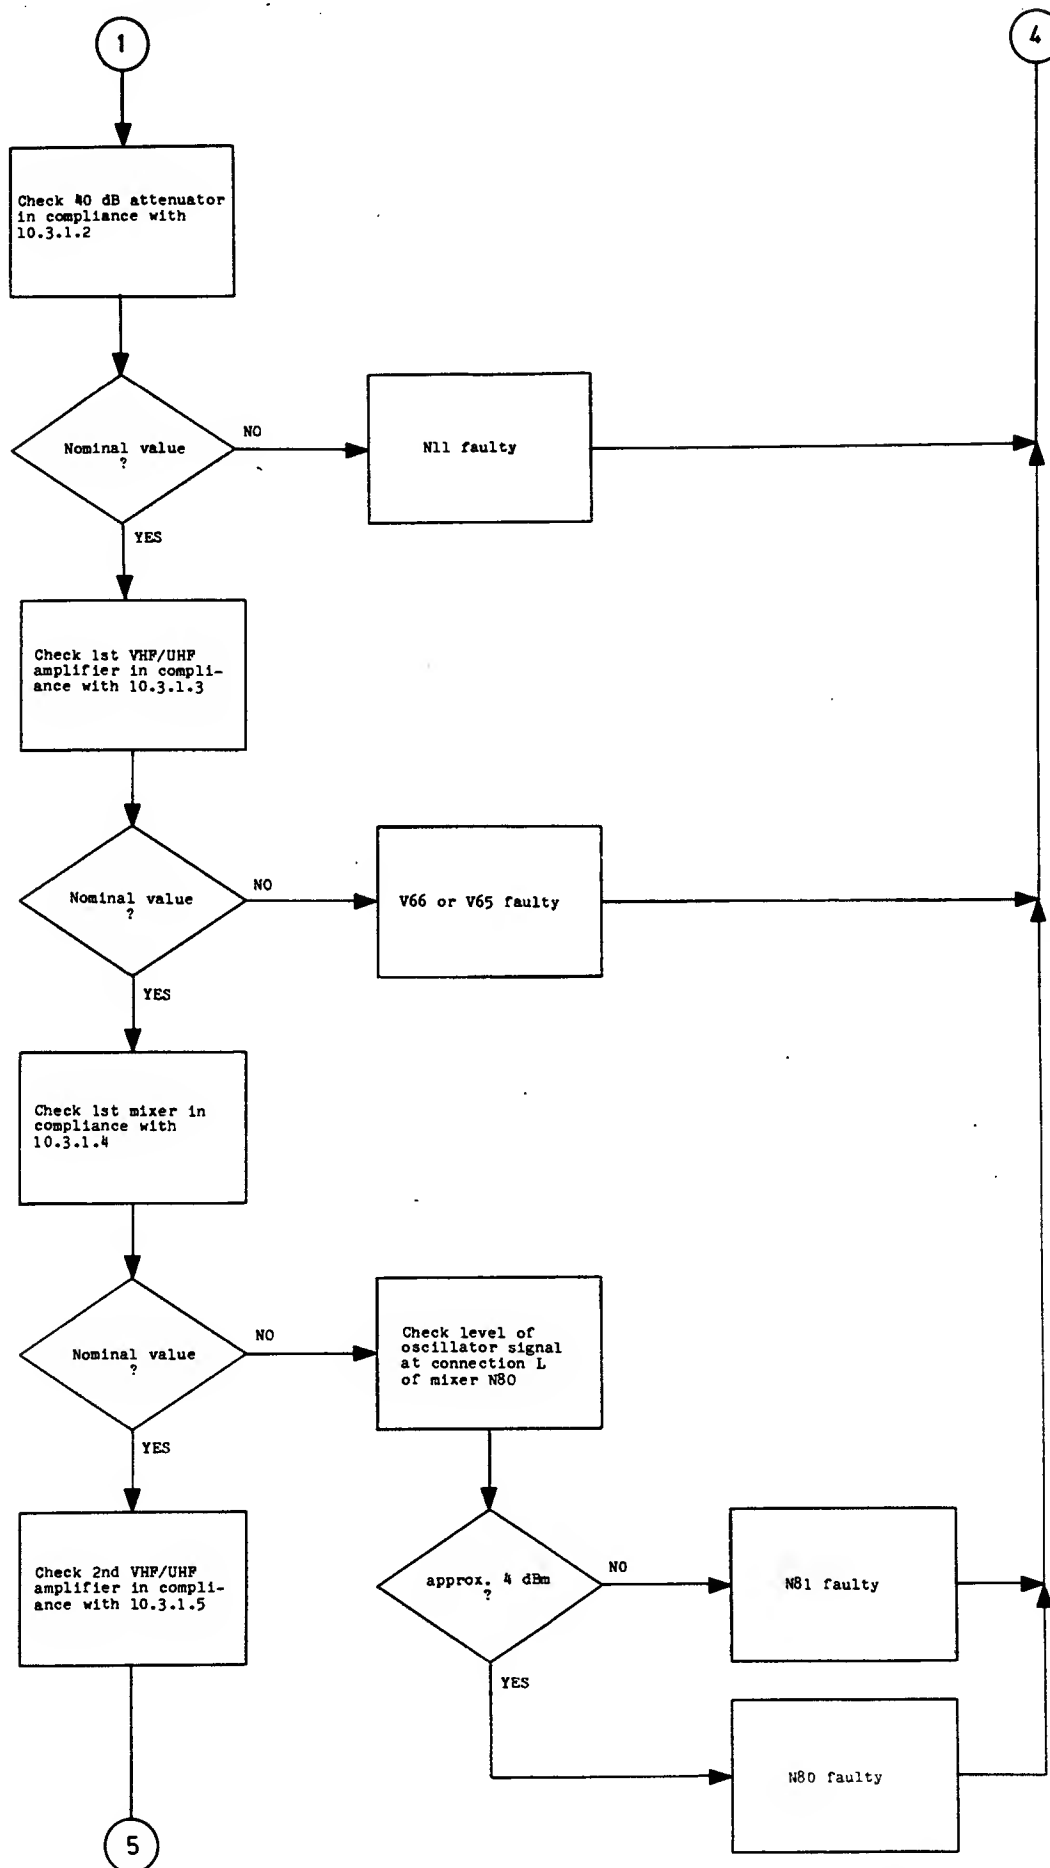 1
4
Check 40 dB attenuator
in compliance with
10.3.1.2
Nominal value
?
NO
N11 faulty
YES
Check 1st VHF/UHF
amplifier in compli-
ance with 10.3.1.3
Nominal value
?
NO
V66 or V65 faulty
YES
Check 1st mixer in
compliance with
10.3.1.4
Nominal value
?
NO
Check level of
oscillator signal
at connection L
of mixer N80
YES
Check 2nd VHF/UHF
amplifier in compli-
ance with 10.3.1.5
approx. 4 dBm
?
NO
N81 faulty
YES
N80 faulty
5